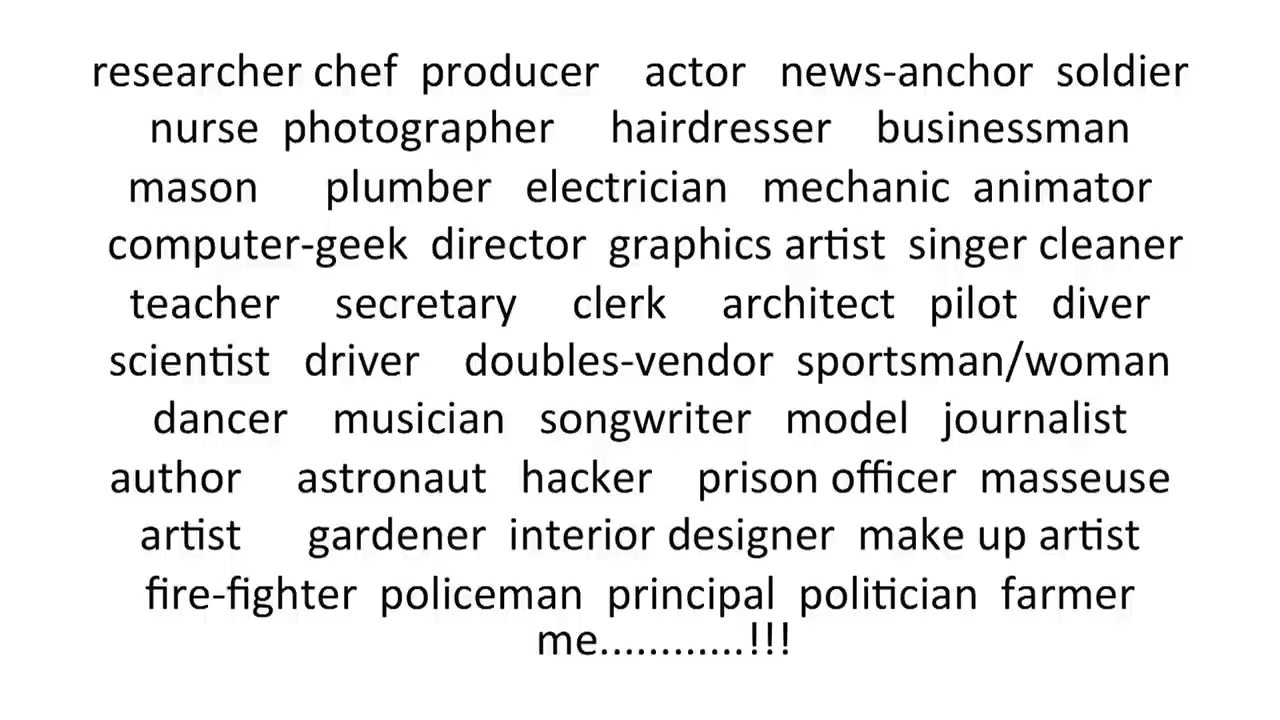 researcher chef producer actor news-anchor soldier
nurse photographer hairdresser businessman
mason plumber electrician mechanic animator
computer-geek director graphics artist singer cleaner
teacher secretary clerk architect pilot diver
scientist driver doubles-vendor sportsman/woman
dancer musician songwriter model journalist
author astronaut hacker prison officer masseuse
artist gardener interior designer make up artist
fire-fighter policeman principal politician farmer
me............!!!